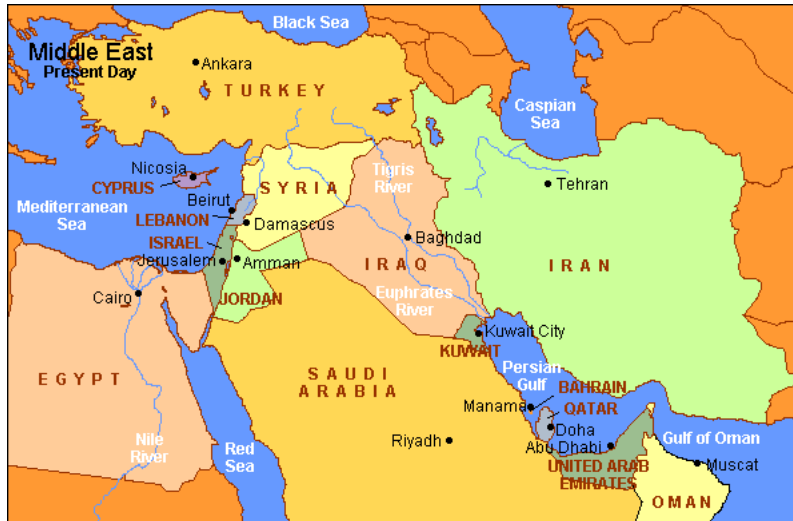 Black Sea
Middle East
Present Day
Ankara
TURKEY
Caspian
Sea
Nicosia
CYPRUS
Tigris
River
Tehran
SYRIA
Beirut
Mediterranean
Sea
LEBANON
Damascus
ISRAEL
Baghdad
Jerusalem
Amman
IRAQ
IRAN
Cairo
JORDAN
Euphrates
River
Kuwait City
KUWAIT
EGYPT
SAUDI
ARABIA
Persian
Gulf
BAHRAIN
Manama
QATAR
Doha
Riyadh
Abu Dhabi
Gulf of Oman
Nile
River
Red
Sea
UNITED ARAB
EMIRATES
Muscat
OMAN